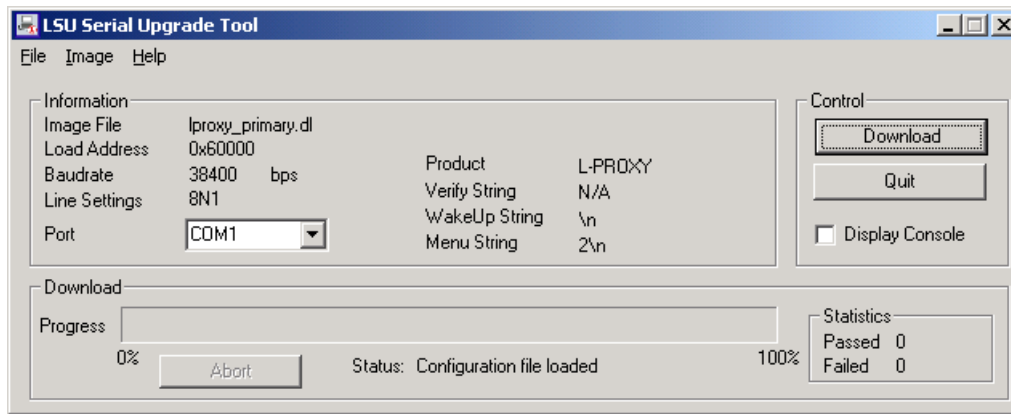 LSU Serial Upgrade Tool
File Image Help
Information
Image File lproxy_primary.dl
Load Address 0x60000
Baudrate 38400 bps
Line Settings 8N1
Port COM1
Product L-PROXY
Verify String N/A
WakeUp String \n
Menu String 2\n
Control
Download
Quit
Display Console
Download
Progress
0% 100%
Abort
Status: Configuration file loaded
Statistics
Passed 0
Failed 0